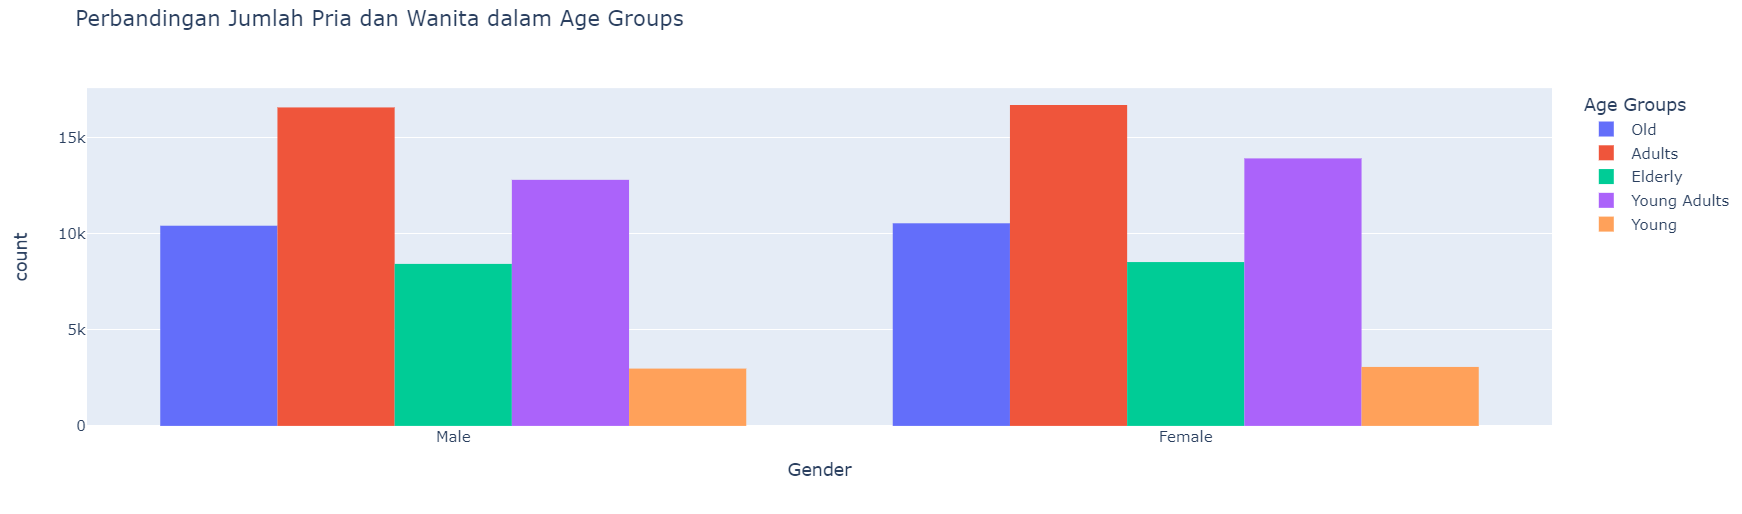 Perbandingan Jumlah Pria dan Wanita dalam Age Groups
count
15k
10k
5k
0
Male
Female
Gender
Age Groups
Old
Adults
Elderly
Young Adults
Young